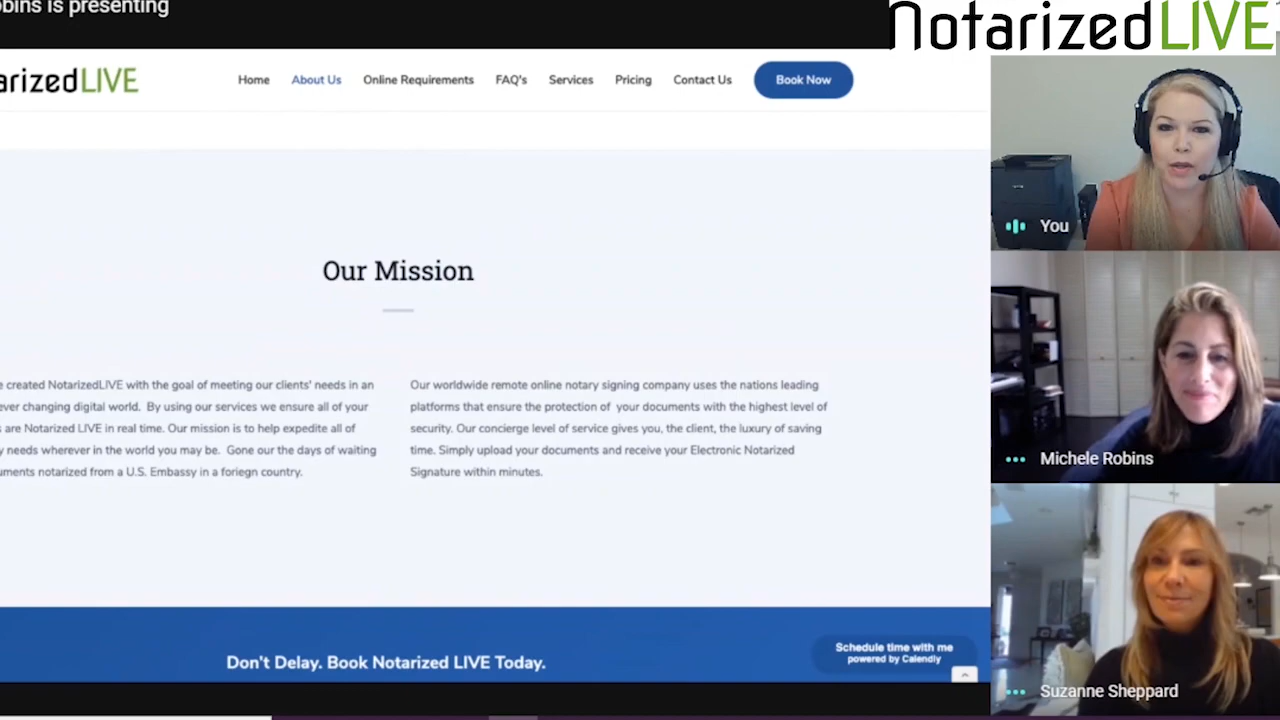 is presenting
NotarizedLIVE
LIVE
Home About Us Online Requirements FAQ's Services Pricing Contact Us Book Now
You
Our Mission
created NotarizedLIVE with the goal of meeting our clients' needs in an
ever changing digital world. By using our services we ensure all of your
are Notarized LIVE in real time. Our mission is to help expedite all of
needs wherever in the world you may be. Gone our the days of waiting
notarized from a U.S. Embassy in a foriegn country.
Our worldwide remote online notary signing company uses the nations leading
platforms that ensure the protection of your documents with the highest level of
security. Our concierge level of service gives you, the client, the luxury of saving
time. Simply upload your documents and receive your Electronic Notarized
Signature within minutes.
Michele Robins
Don't Delay. Book Notarized LIVE Today.
Schedule time with me
powered by Calendly
Suzanne Sheppard